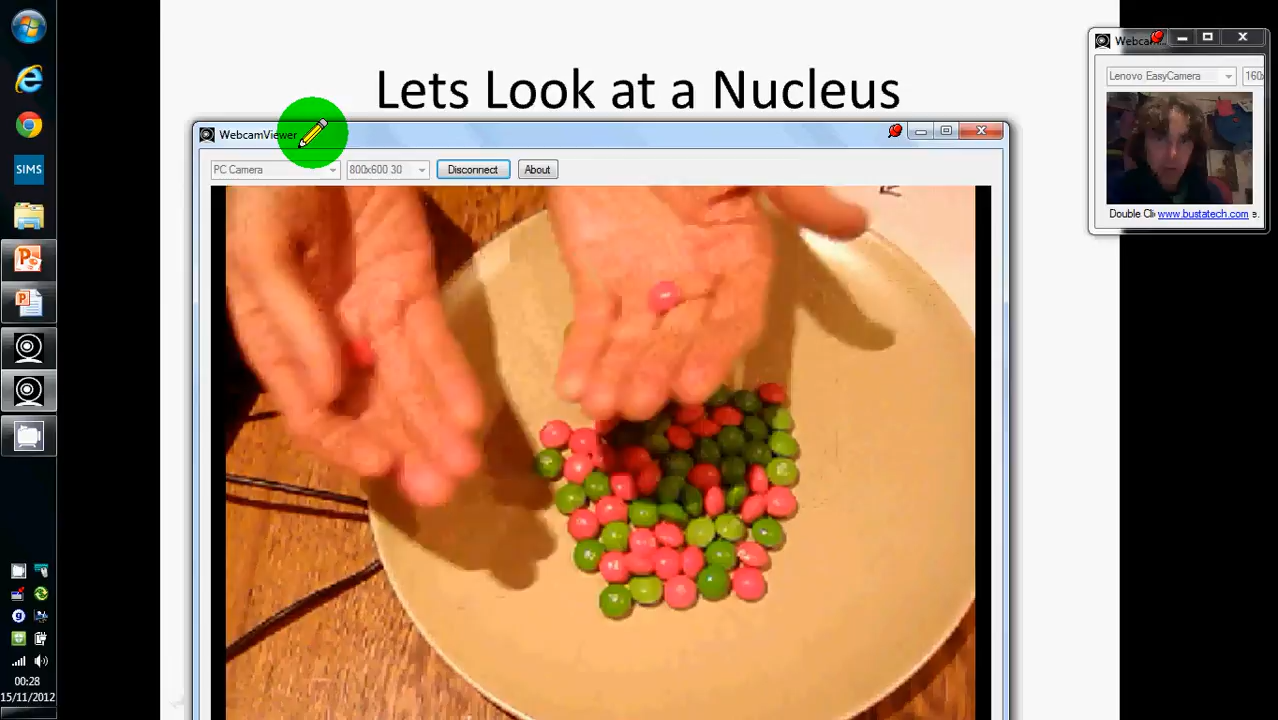 Lets Look at a Nucleus
WebcamViewer
PC Camera
800x600 30
Disconnect
About
Lenovo EasyCamera
Double Cli www.bustatech.com e.
SIMS
00:28
15/11/2012